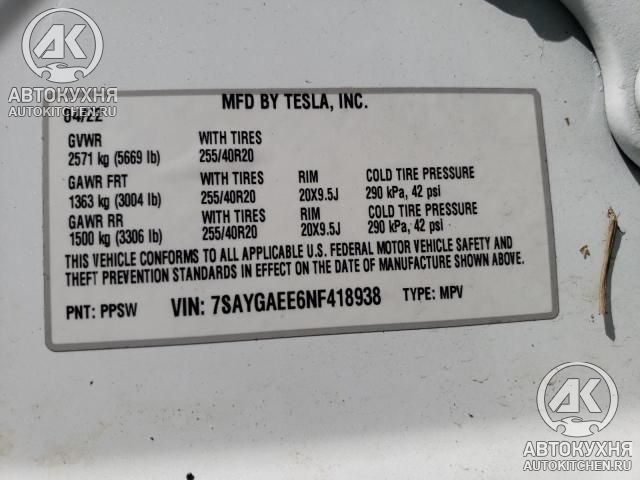 АК
АВТОКУХНЯ
AUTOKITCHEN.RU
MFD BY TESLA, INC.
04/22
GVWR WITH TIRES
2571 kg (5669 lb) 255/40R20
GAWR FRT WITH TIRES RIM COLD TIRE PRESSURE
1363 kg (3004 lb) 255/40R20 20X9.5J 290 kPa, 42 psi
GAWR RR WITH TIRES RIM COLD TIRE PRESSURE
1500 kg (3306 lb) 255/40R20 20X9.5J 290 kPa, 42 psi
THIS VEHICLE CONFORMS TO ALL APPLICABLE U.S. FEDERAL MOTOR VEHICLE SAFETY AND
THEFT PREVENTION STANDARDS IN EFFECT ON THE DATE OF MANUFACTURE SHOWN ABOVE.
PNT: PPSW VIN: 7SAYGAEE6NF418938 TYPE: MPV
АК
АВТОКУХНЯ
AUTOKITCHEN.RU